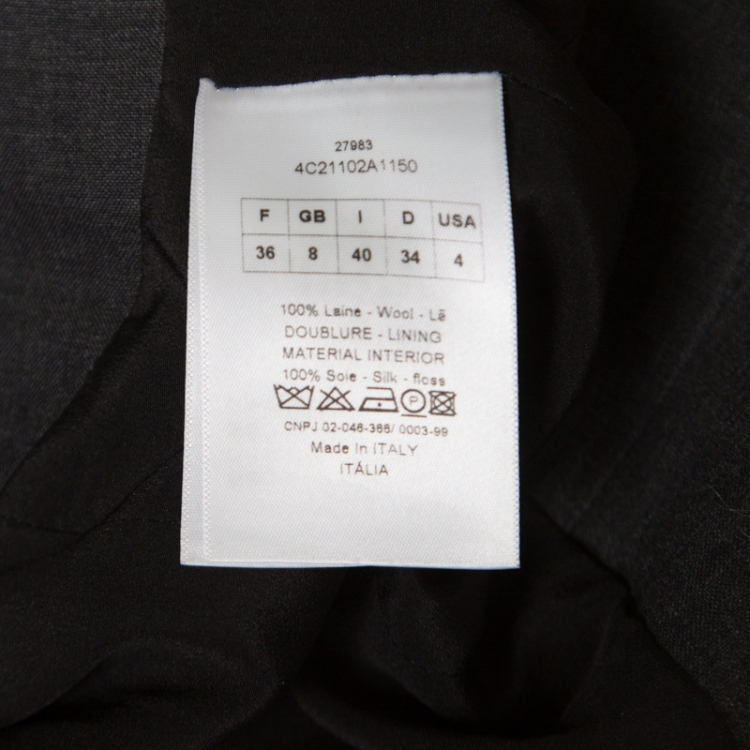 27983
4C21102A1150
F GB I D USA
36 8 40 34 4
100% Laine - Wool - Lã
DOUBLURE - LINING
MATERIAL INTERIOR
100% Soie - Silk - floss
P
CNPJ 02-046-366/ 0003-99
Made In ITALY
ITÁLIA